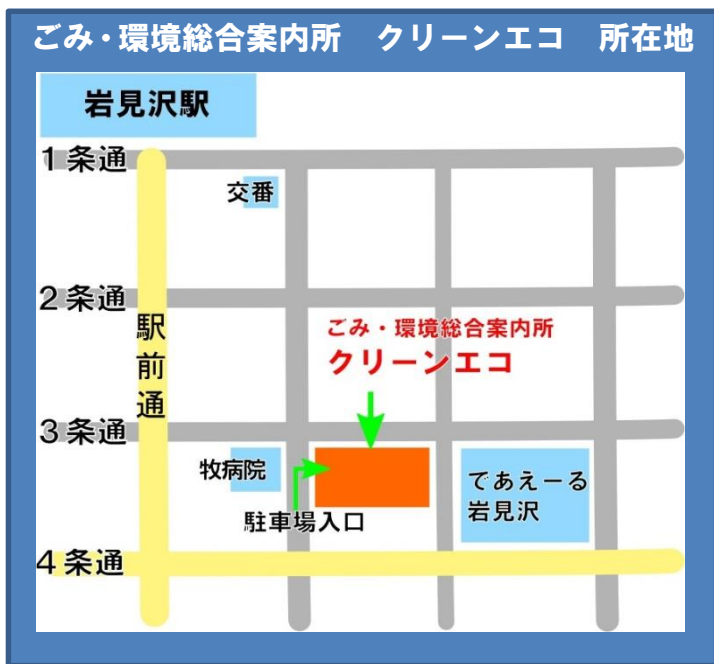 ごみ・環境総合案内所　クリーンエコ　所在地
岩見沢駅
1条通
交番
2条通
駅前通
ごみ・環境総合案内所
クリーンエコ
3条通
牧病院
であえーる
岩見沢
駐車場入口
4条通